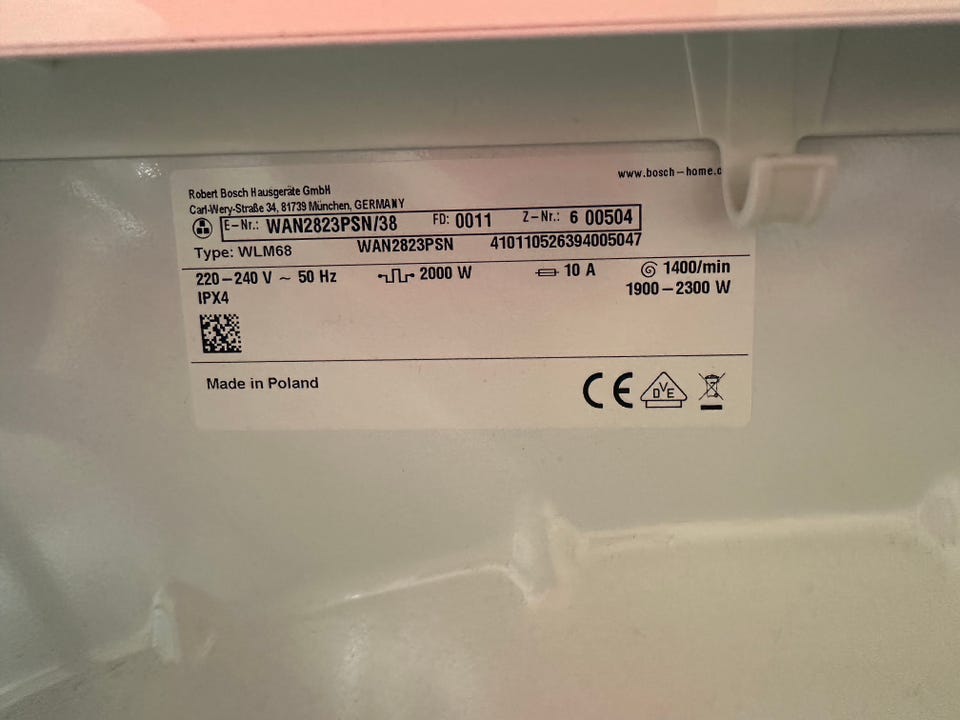 www.bosch-home.c
Robert Bosch Hausgeräte GmbH
Carl-Wery-Straße 34, 81739 München, GERMANY
E-Nr.: WAN2823PSN/38 FD: 0011 Z-Nr.: 6 00504
Type: WLM68 WAN2823PSN 410110526394005047
220-240 V ~ 50 Hz 2000 W 10 A 1400/min
IPX4 1900-2300 W
Made in Poland CE DVE